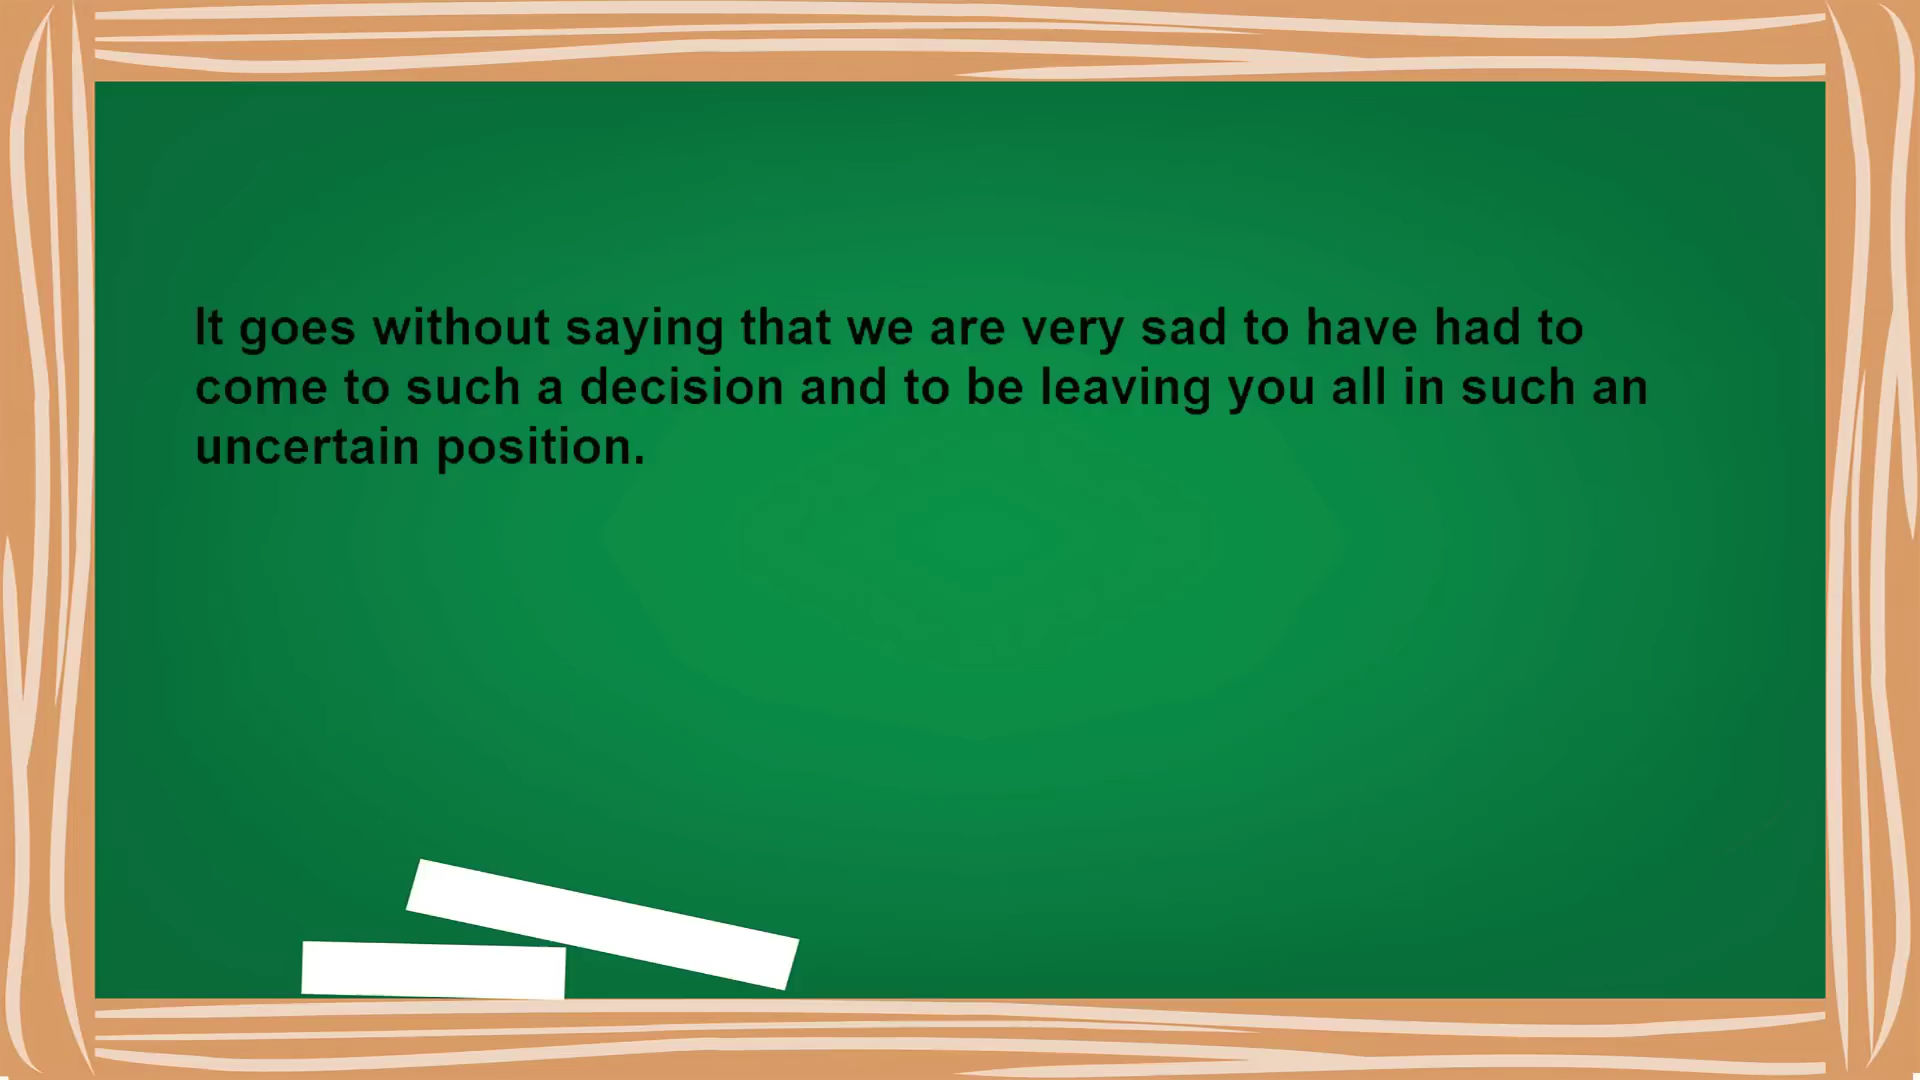 It goes without saying that we are very sad to have had to
come to such a decision and to be leaving you all in such an
uncertain position.